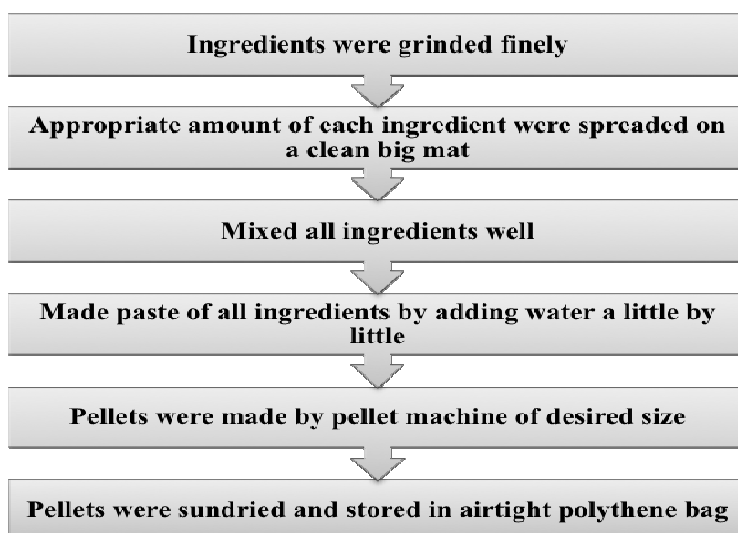 Ingredients were grinded finely
Appropriate amount of each ingredient were spreaded on
a clean big mat
Mixed all ingredients well
Made paste of all ingredients by adding water a little by
little
Pellets were made by pellet machine of desired size
Pellets were sundried and stored in airtight polythene bag